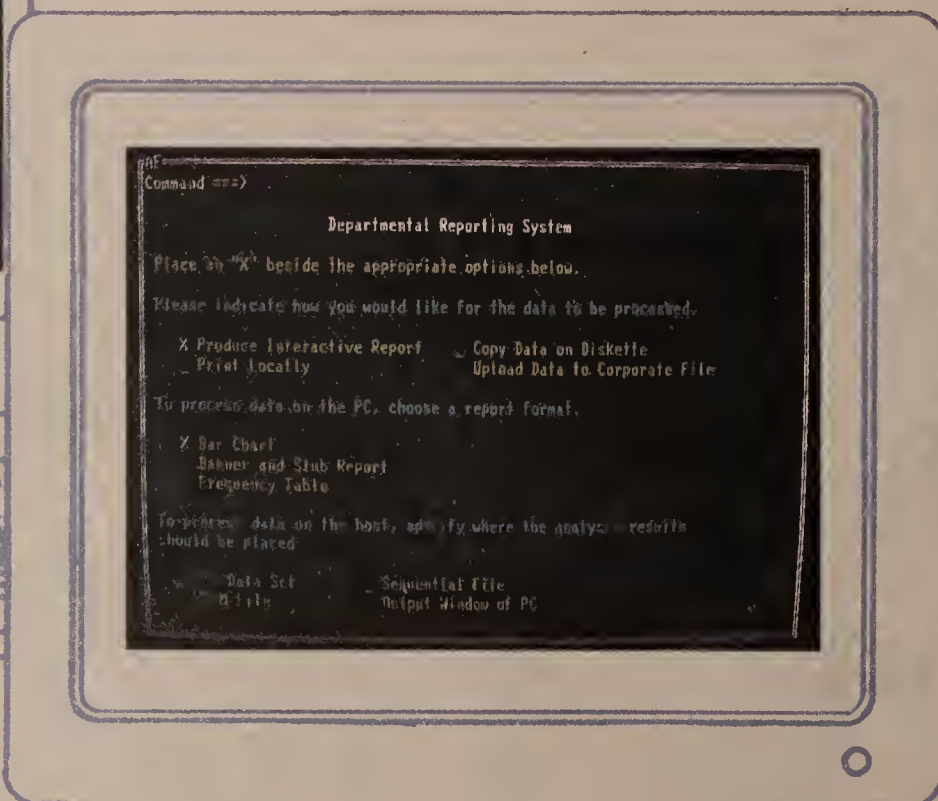 AF
Command ===>
Departmental Reporting System
Place an "X" beside the appropriate options below.
Please indicate how you would like for the data to be processed.
X Produce Interactive Report _ Copy Data on Diskette
_ Print Locally Upload Data to Corporate File
To process data on the PC, choose a report format.
X Bar Chart
Banner and Stub Report
Frequency Table
To process data on the host, specify where the analysis results
should be placed
Data Set _ Sequential File
Output Window of PC